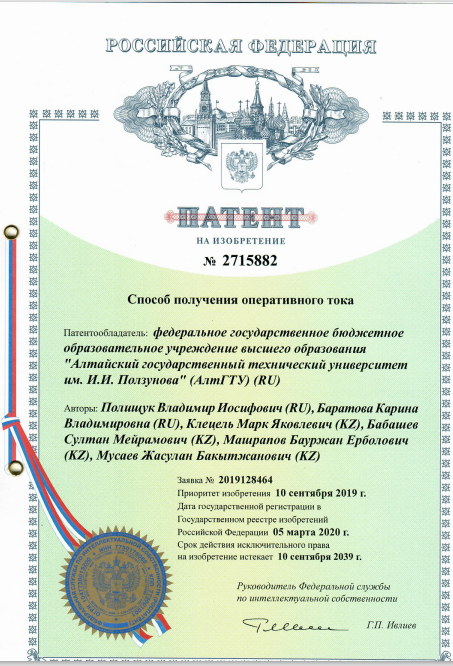 РОССИЙСКАЯ ФЕДЕРАЦИЯ
ПАТЕНТ
НА ИЗОБРЕТЕНИЕ
№ 2715882
Способ получения оперативного тока
Патентообладатель: федеральное государственное бюджетное
образовательное учреждение высшего образования
"Алтайский государственный технический университет
им. И.И. Ползунова" (АлтГТУ) (RU)
Авторы: Полищук Владимир Иосифович (RU), Баратова Карина
Владимировна (RU), Клецель Марк Яковлевич (KZ), Бабашев
Султан Мейрамович (KZ), Машрапов Бауржан Ерболович
(KZ), Мусаев Жасулан Бакытжанович (KZ)
Заявка № 2019128464
Приоритет изобретения 10 сентября 2019 г.
Дата государственной регистрации в
Государственном реестре изобретений
Российской Федерации 05 марта 2020 г.
Срок действия исключительного права
на изобретение истекает 10 сентября 2039 г.
Руководитель Федеральной службы
по интеллектуальной собственности
Г.П. Ивлиев